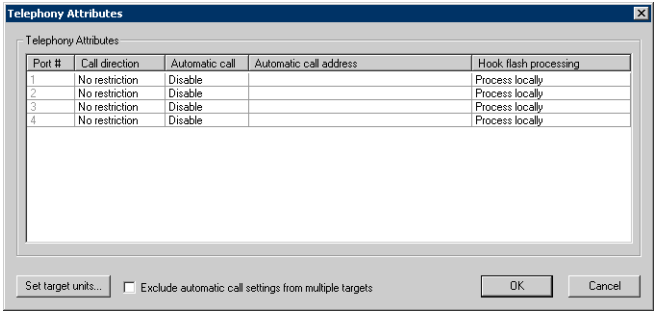 Telephony Attributes
Telephony Attributes
Port # Call direction Automatic call Automatic call address Hook flash processing
1 No restriction Disable Process locally
2 No restriction Disable Process locally
3 No restriction Disable Process locally
4 No restriction Disable Process locally
Set target units... Exclude automatic call settings from multiple targets OK Cancel